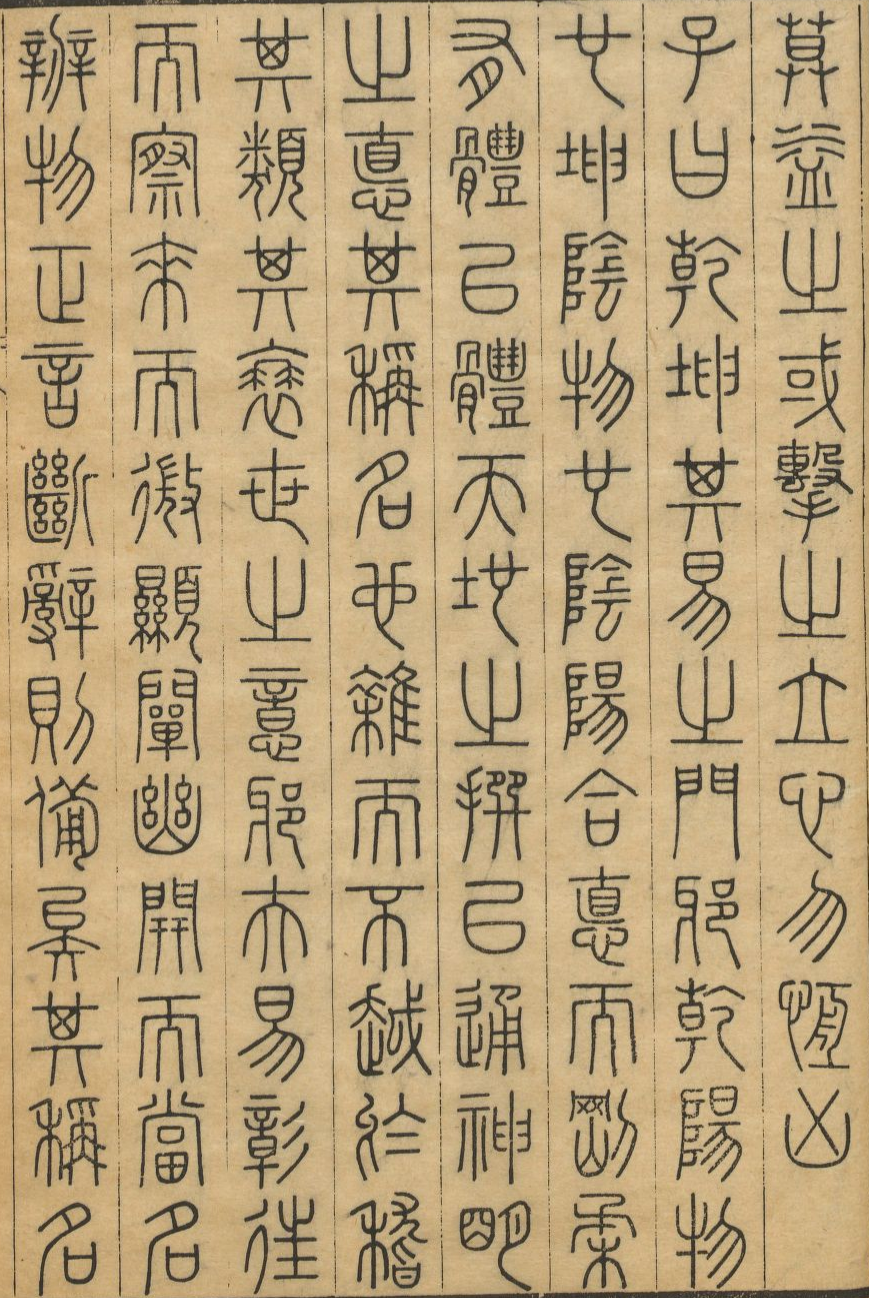 莫益之或擊之立心勿恆凶
子曰乾坤其易之門邪乾陽物
也坤陰物也陰陽合悳而剛柔
有體㠯體天地之撰㠯通神明
之悳其稱名也雜而不越於稽
其類其衰世之意邪夫易彰往
而察來而微顯闡幽開而當名
辨物正言斷辭則備矣其稱名